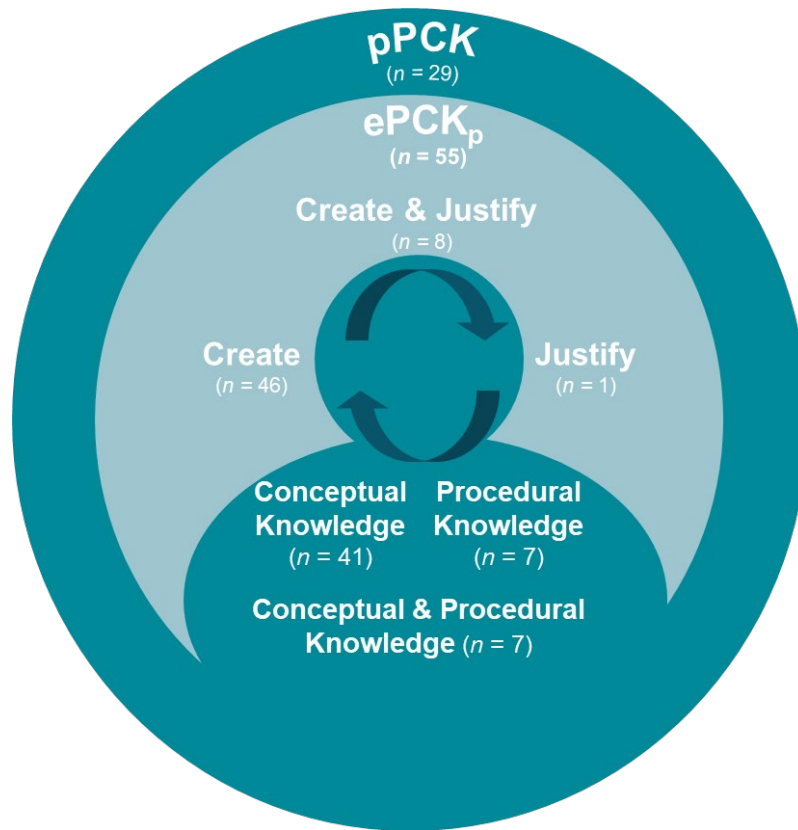 pPCK
(n = 29)
ePCKp
(n = 55)
Create & Justify
(n = 8)
Create
(n = 46)
Justify
(n = 1)
Conceptual
Knowledge
(n = 41)
Procedural
Knowledge
(n = 7)
Conceptual & Procedural
Knowledge (n = 7)